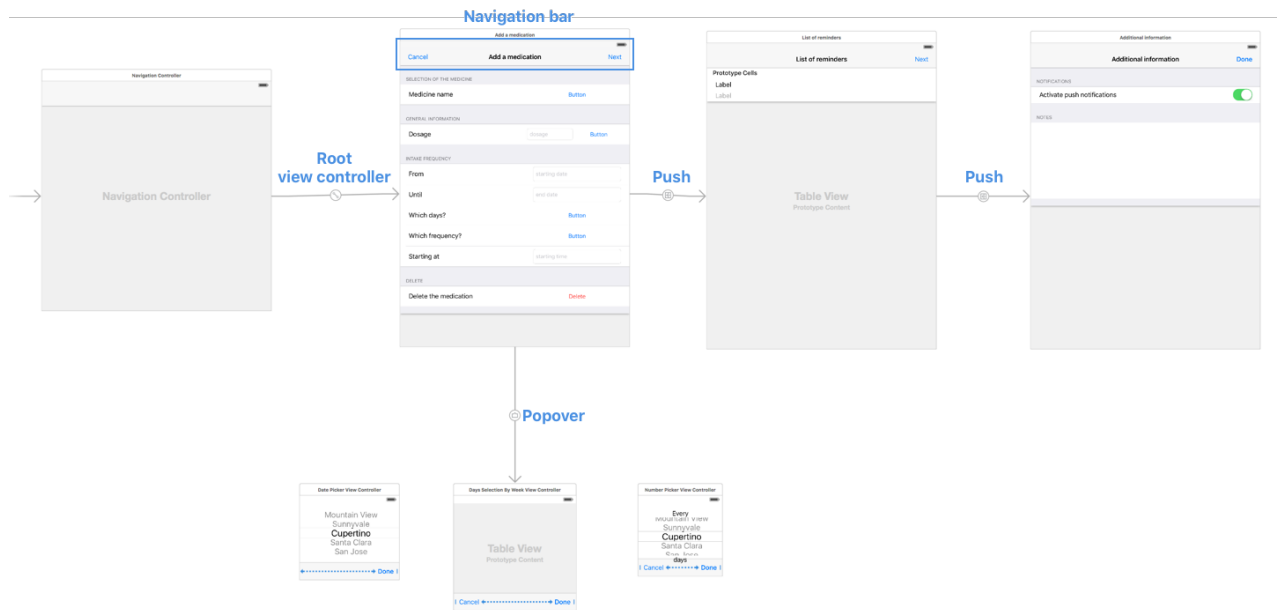 Navigation bar
Navigation Controller
Navigation Controller
Root
view controller
Add a medication
Cancel Add a medication Next
SELECTION OF THE MEDICINE
Medicine name Button
GENERAL INFORMATION
Dosage Dosage Button
INTAKE FREQUENCY
From starting date
Until end date
Which days? Button
Which frequency? Button
Starting at starting time
DELETE
Delete the medication Delete
Push
List of reminders
List of reminders Next
Prototype Cells
Label
Label
Table View
Prototype Content
Push
Additional information
Additional information Done
NOTIFICATIONS
Activate push notifications
NOTES
Popover
Date Picker View Controller
Mountain View
Sunnyvale
Cupertino
Santa Clara
San Jose
Done
Days Selection By Week View Controller
Table View
Prototype Content
Cancel Done
Number Picker View Controller
Every
Mountain View
Sunnyvale
Cupertino
Santa Clara
San Jose
days
Cancel Done